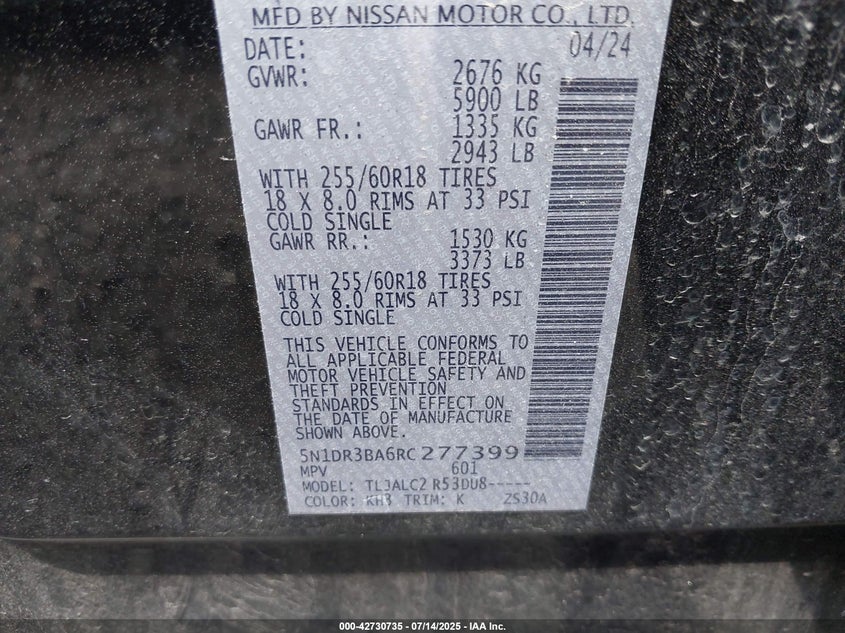 MFD BY NISSAN MOTOR CO., LTD.
DATE: 04/24
GVWR: 2676 KG
5900 LB
GAWR FR.: 1335 KG
2943 LB
WITH 255/60R18 TIRES
18 X 8.0 RIMS AT 33 PSI
COLD SINGLE
GAWR RR.: 1530 KG
3373 LB
WITH 255/60R18 TIRES
18 X 8.0 RIMS AT 33 PSI
COLD SINGLE
THIS VEHICLE CONFORMS TO
ALL APPLICABLE FEDERAL
MOTOR VEHICLE SAFETY AND
THEFT PREVENTION
STANDARDS IN EFFECT ON
THE DATE OF MANUFACTURE
SHOWN ABOVE.
5N1DR3BA6RC277399
MPV 601
MODEL: TL3ALC2 R53DU8-----
COLOR: KH3 TRIM: K ZS30A
000-42730735 - 07/14/2025 - IAA Inc.